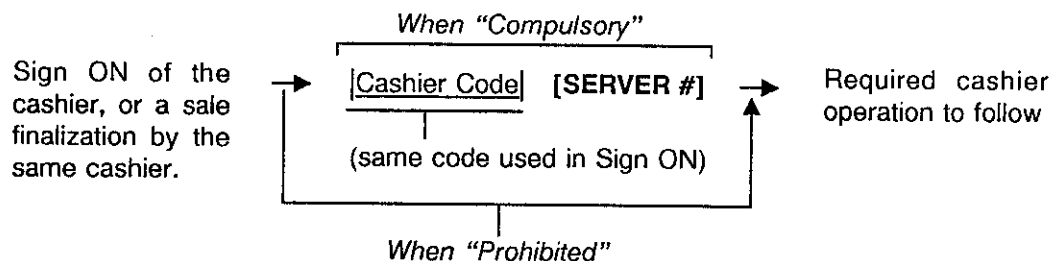 When “Compulsory”
Sign ON of the
cashier, or a sale
finalization by the
same cashier.
Cashier Code [SERVER #]
(same code used in Sign ON)
Required cashier
operation to follow
When “Prohibited”